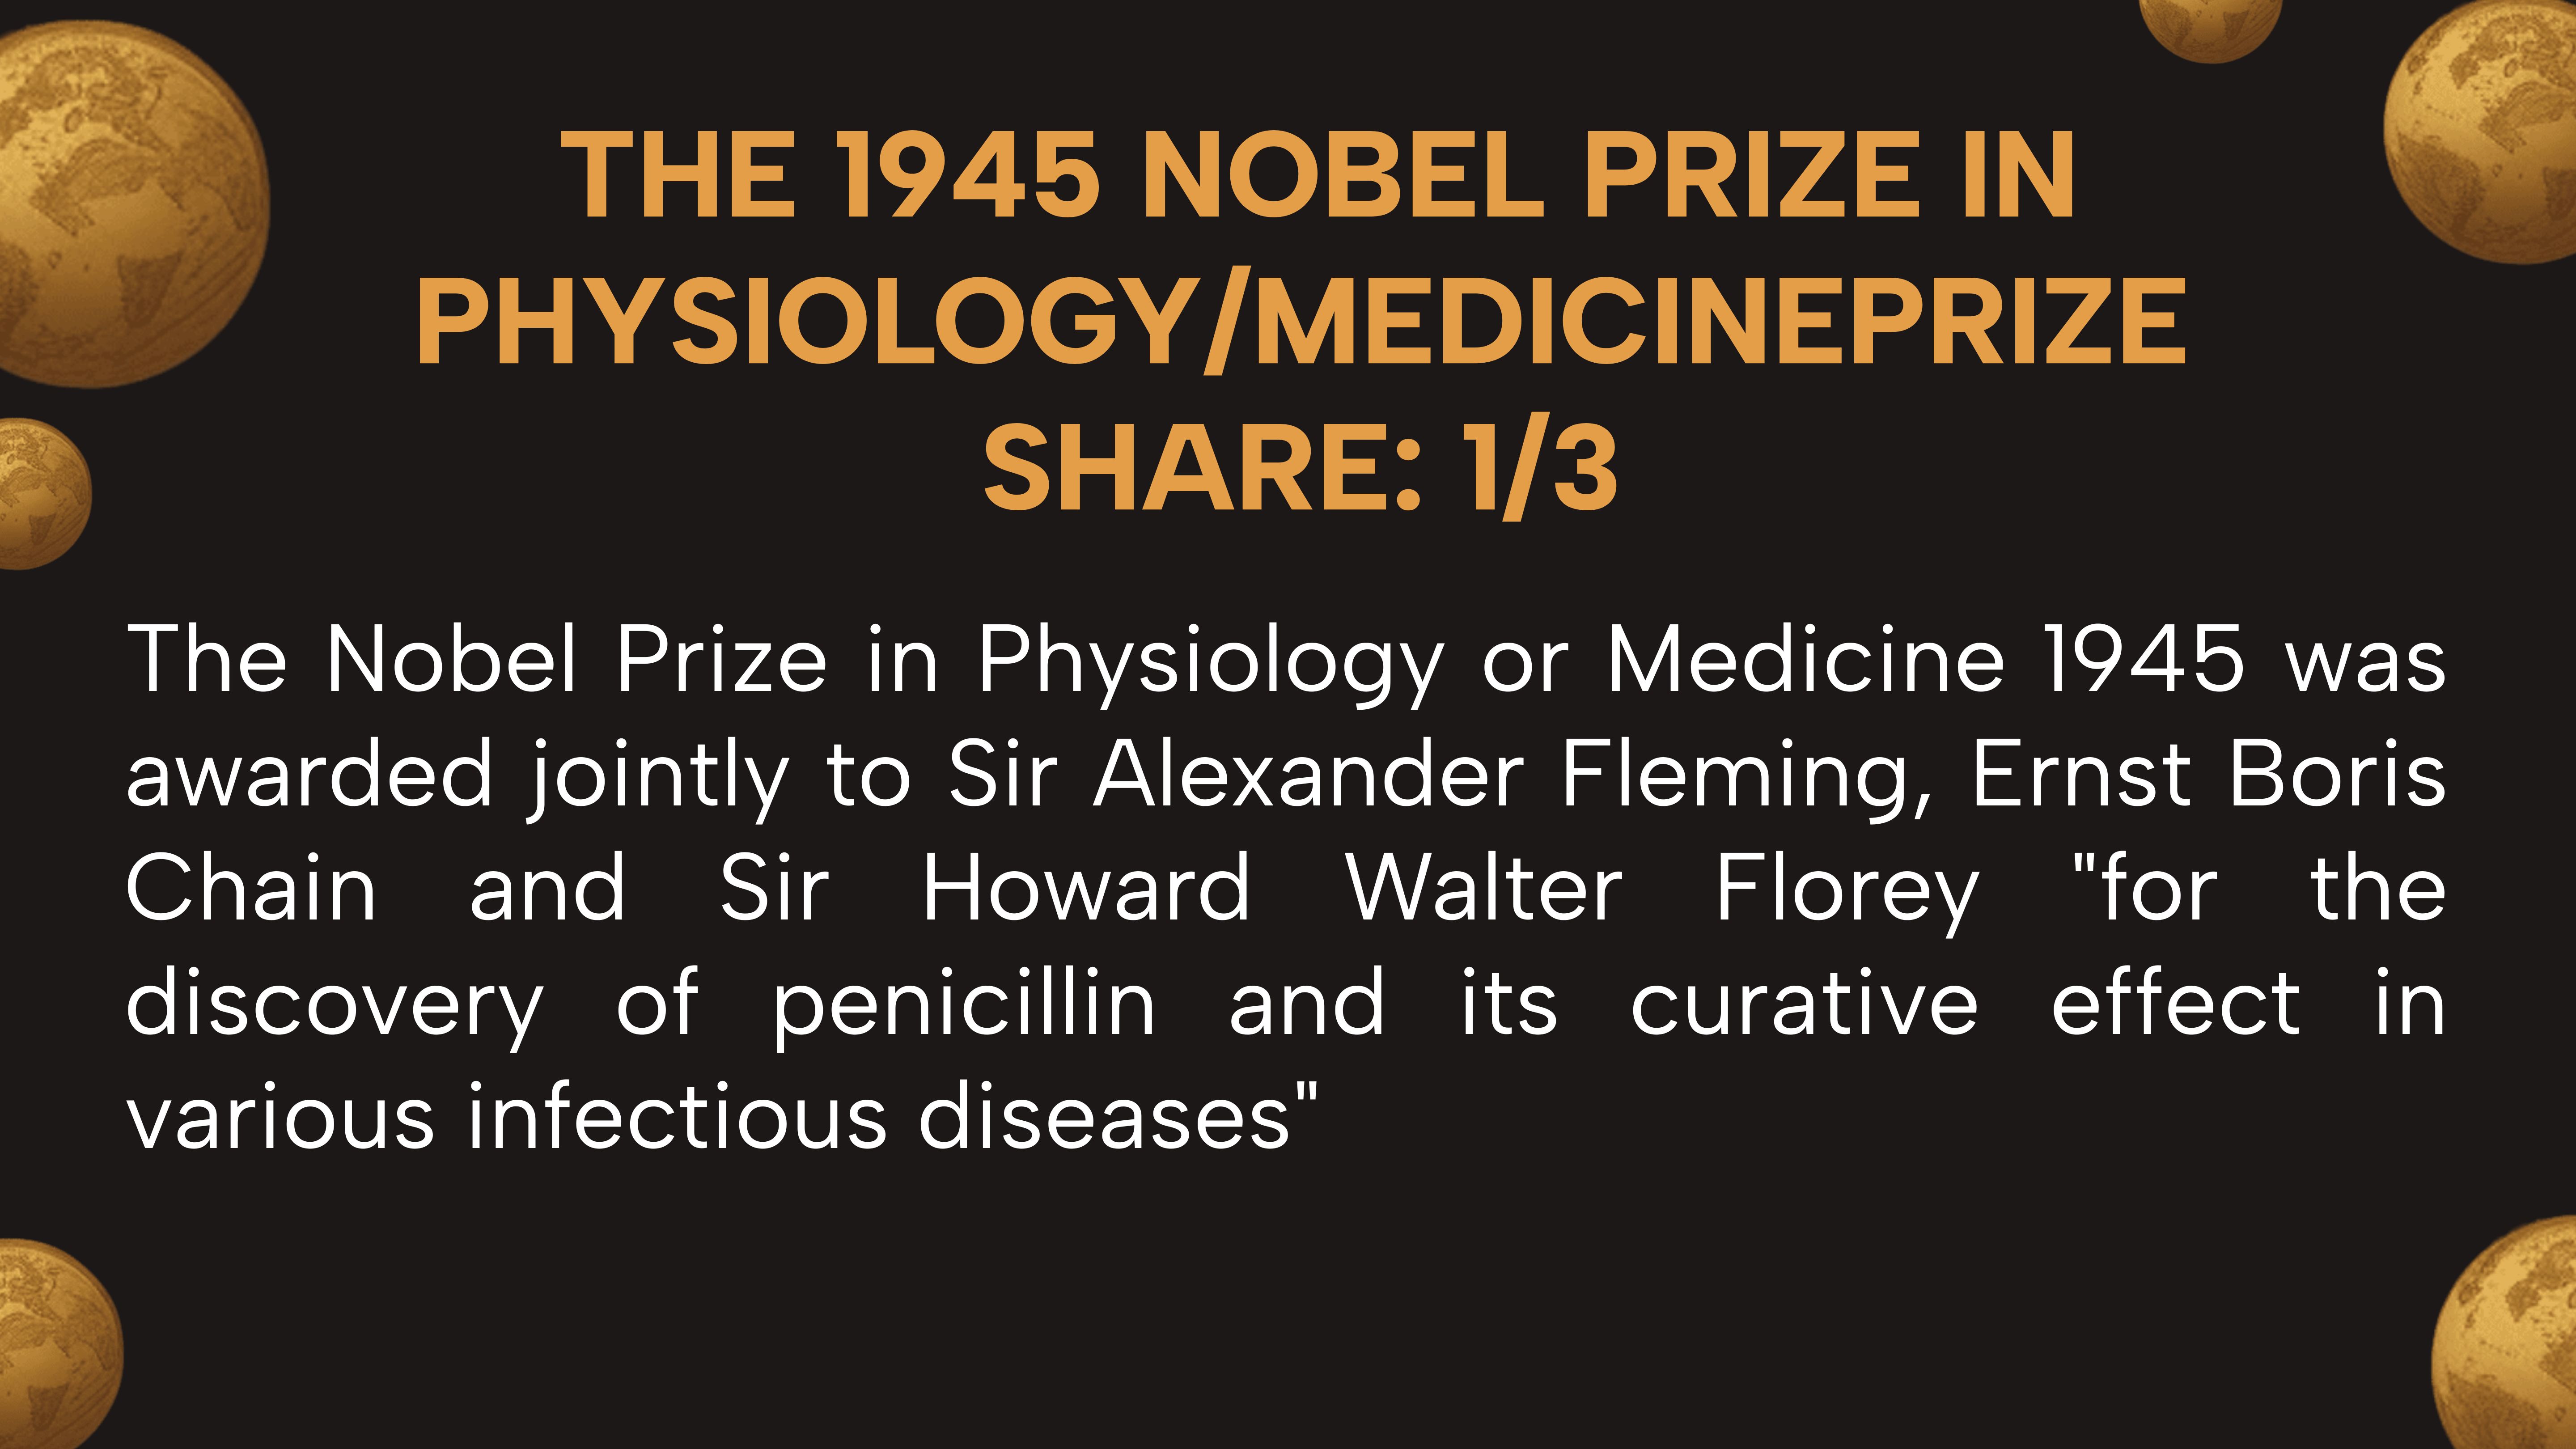 THE 1945 NOBEL PRIZE IN
PHYSIOLOGY/MEDICINEPRIZE
SHARE: 1/3
The Nobel Prize in Physiology or Medicine 1945 was
awarded jointly to Sir Alexander Fleming, Ernst Boris
Chain and Sir Howard Walter Florey "for the
discovery of penicillin and its curative effect in
various infectious diseases"